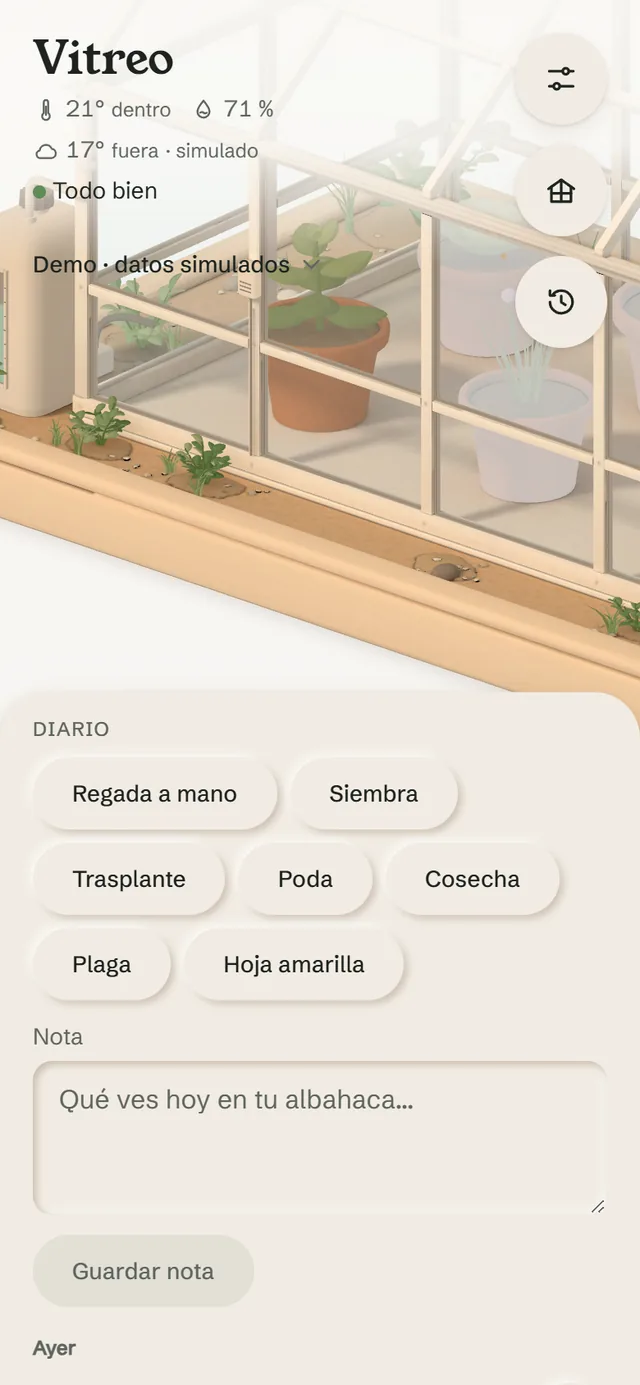 Vitreo
21° dentro 71 %
17° fuera · simulado
Todo bien
Demo · datos simulados
DIARIO
Regada a mano Siembra
Trasplante Poda Cosecha
Plaga Hoja amarilla
Nota
Qué ves hoy en tu albahaca...
Guardar nota
Ayer